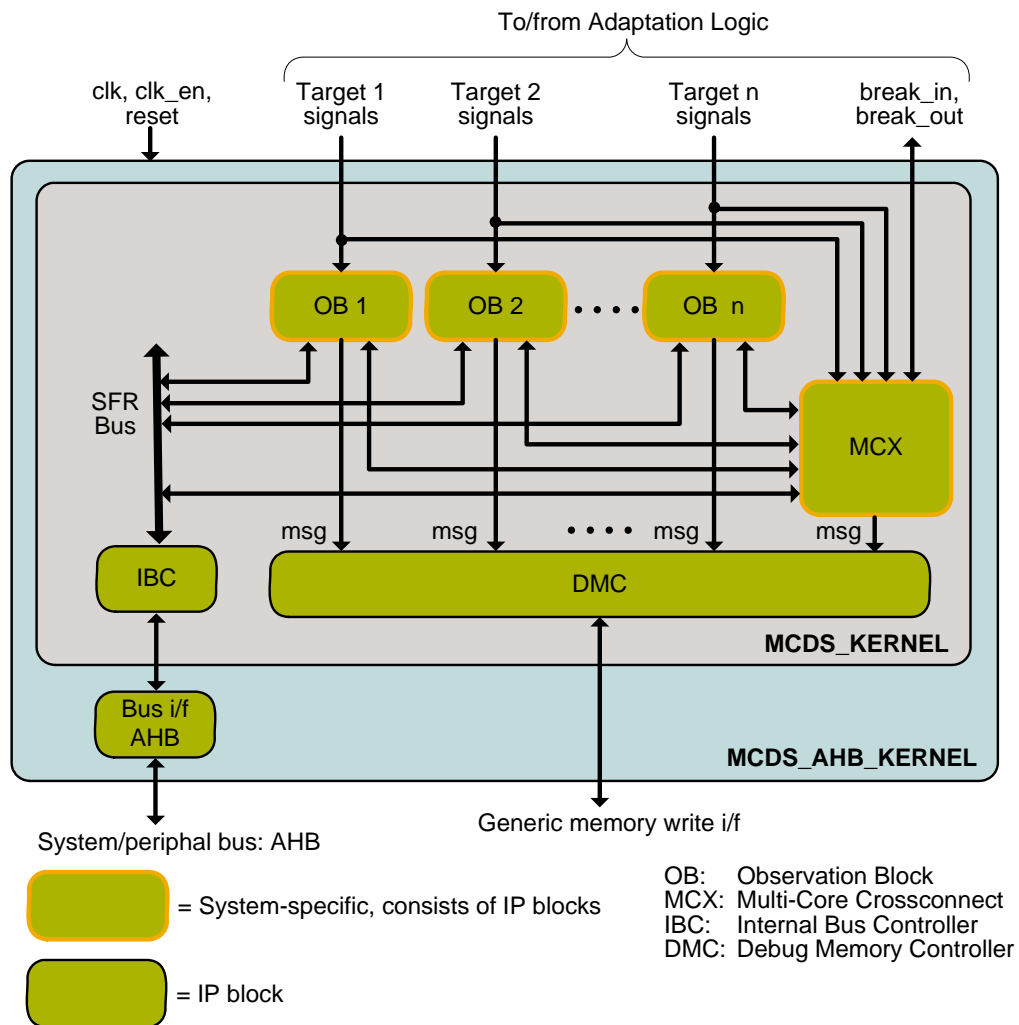 To/from Adaptation Logic
clk, clk_en,
reset
Target 1
signals
Target 2
signals
Target n
signals
break_in,
break_out
OB 1
OB 2
OB n
SFR
Bus
MCX
msg
msg
msg
msg
IBC
DMC
MCDS_KERNEL
Bus i/f
AHB
MCDS_AHB_KERNEL
System/periphal bus: AHB
Generic memory write i/f
= System-specific, consists of IP blocks
= IP block
OB: Observation Block
MCX: Multi-Core Crossconnect
IBC: Internal Bus Controller
DMC: Debug Memory Controller